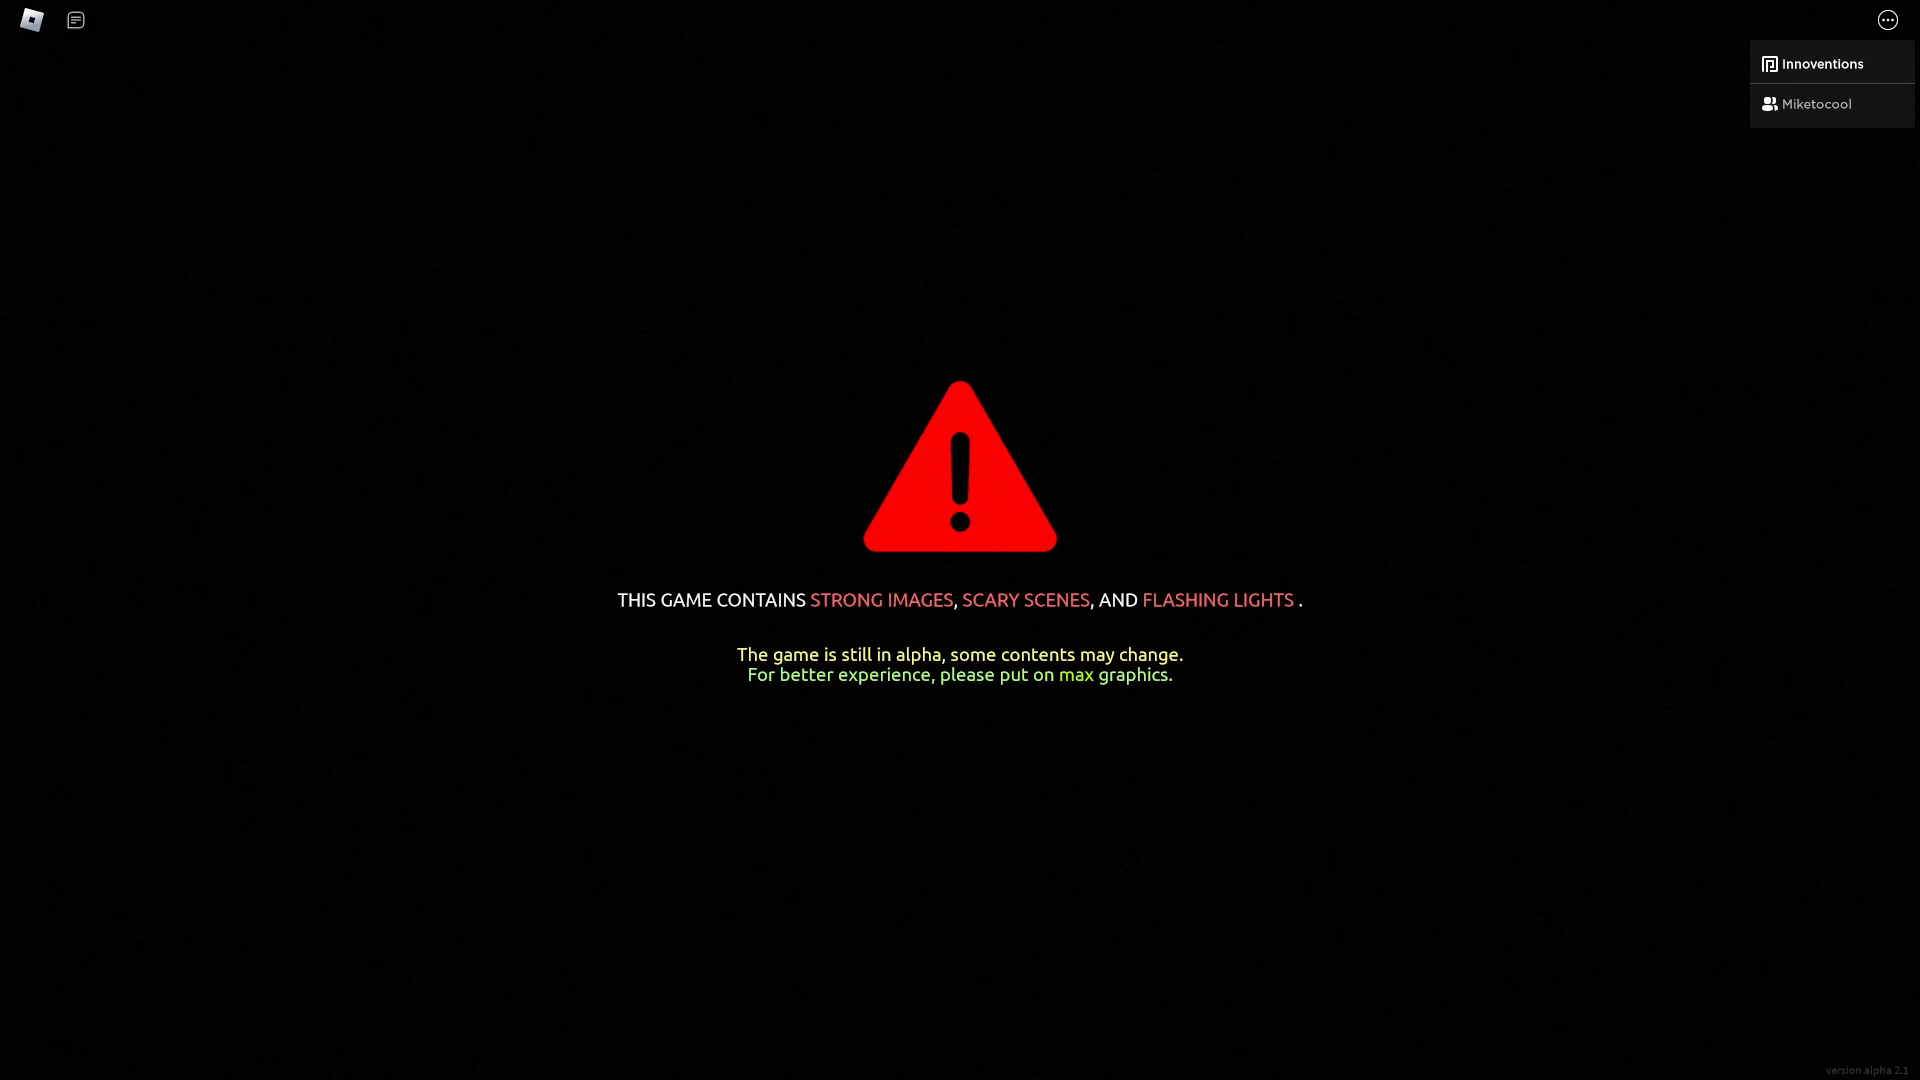 Innoventions
Miketocool
THIS GAME CONTAINS STRONG IMAGES, SCARY SCENES, AND FLASHING LIGHTS .
The game is still in alpha, some contents may change.
For better experience, please put on max graphics.
version alpha 2.1